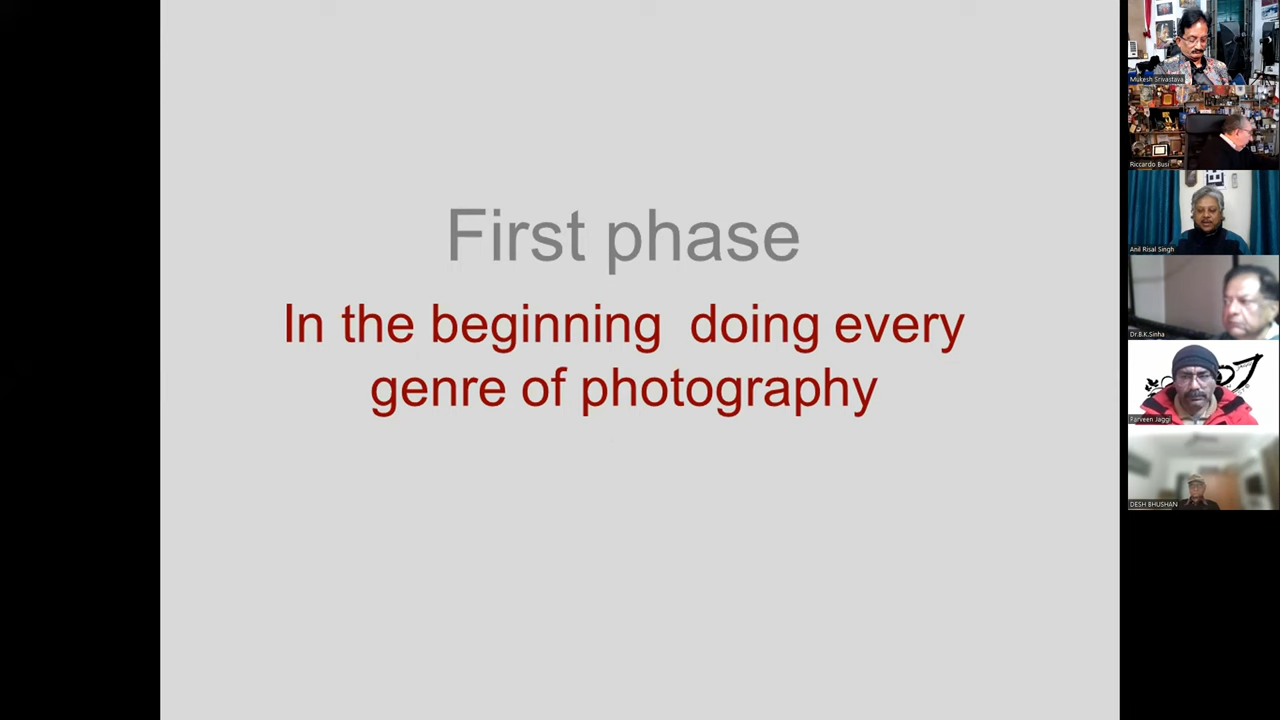 First phase
In the beginning  doing every
genre of photography
Mukesh Srivastava
Riccardo Busi
Anil Risal Singh
Dr.B.K.Sinha
Parveen Jaggi
DESH BHUSHAN